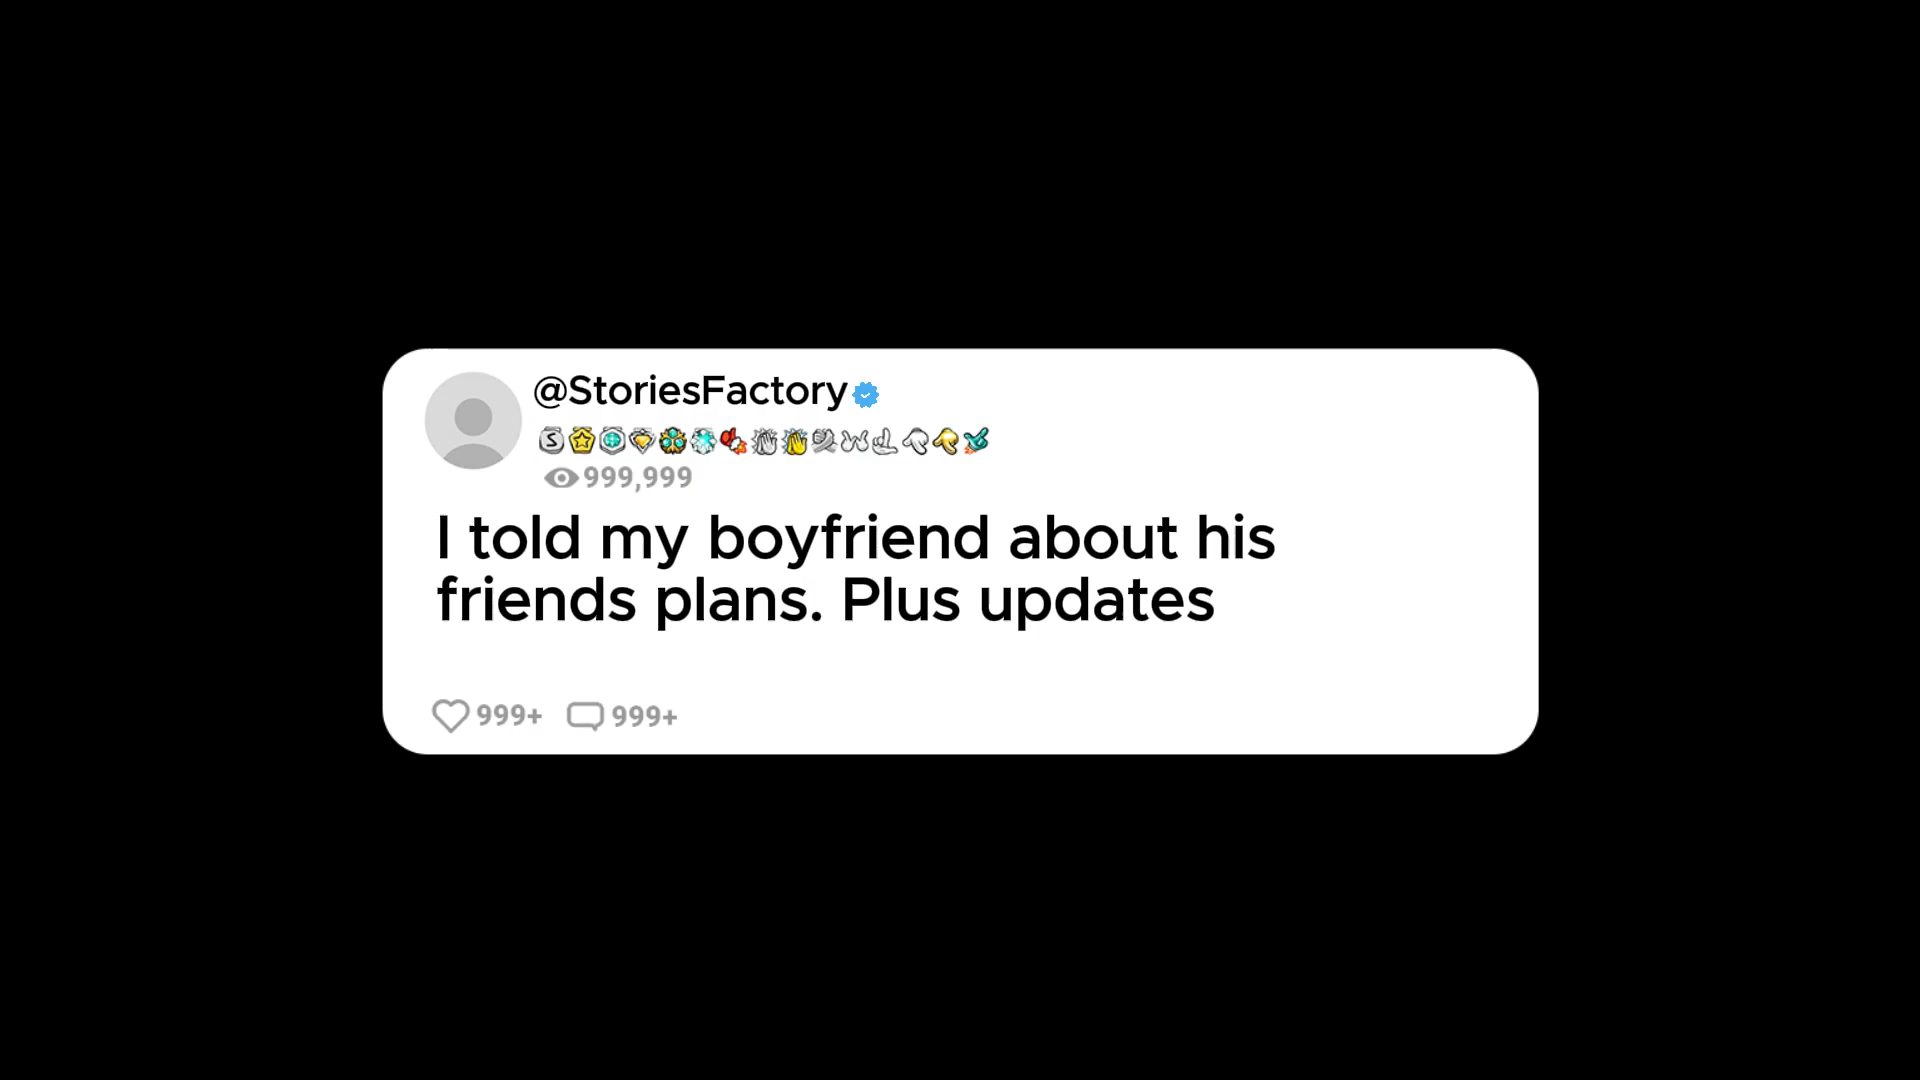 @StoriesFactory
999,999
I told my boyfriend about his
friends plans. Plus updates
999+ 999+